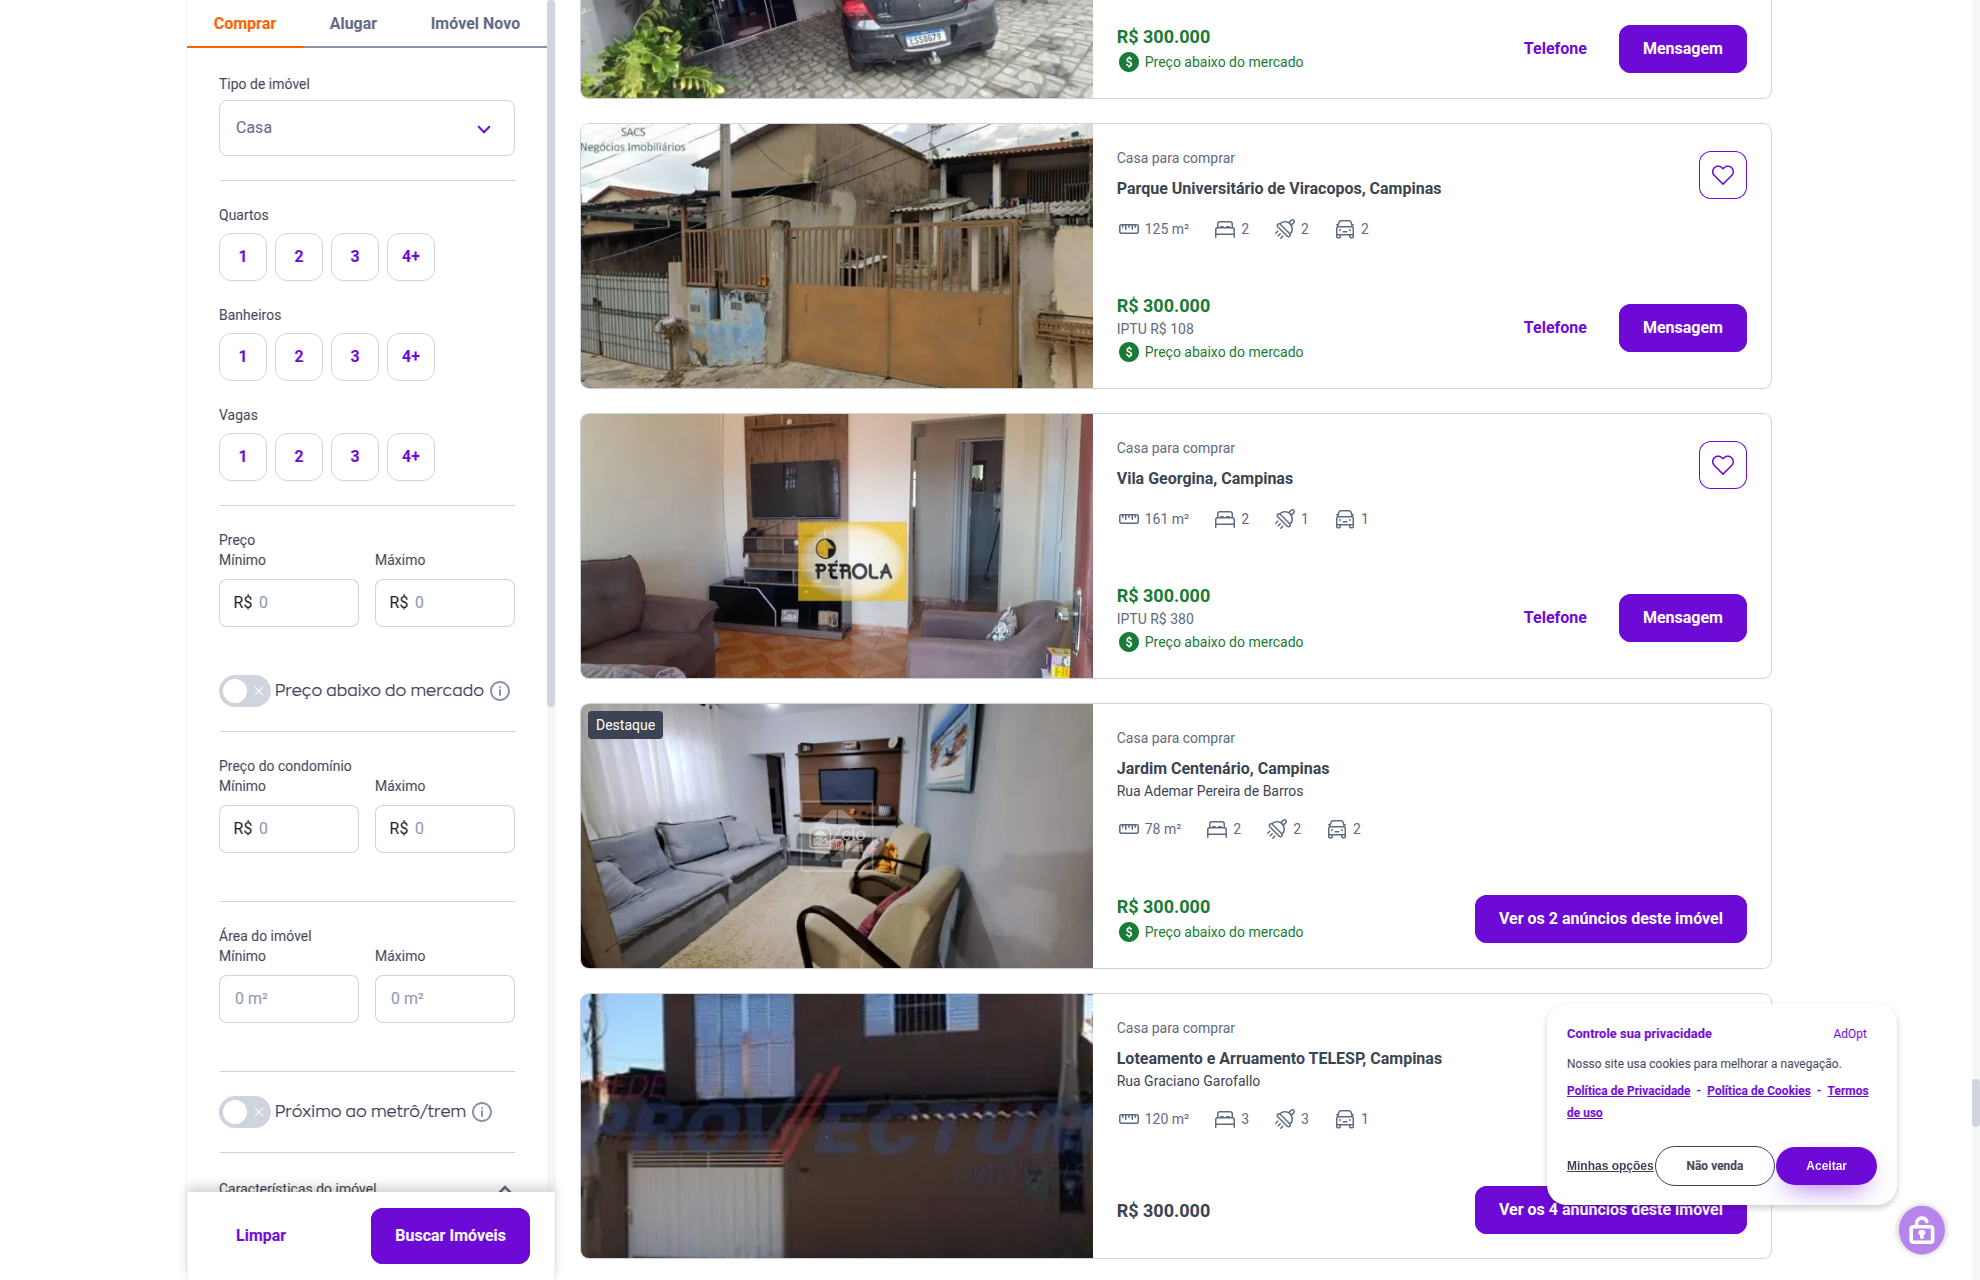 Comprar
Alugar
Imóvel Novo
Tipo de imóvel
Casa
Quartos
1
2
3
4+
Banheiros
1
2
3
4+
Vagas
1
2
3
4+
Preço
Mínimo
Máximo
R$ 0
R$ 0
Preço abaixo do mercado
Preço do condomínio
Mínimo
Máximo
R$ 0
R$ 0
Área do imóvel
Mínimo
Máximo
0 m²
0 m²
Próximo ao metrô/trem
Características do imóvel
Limpar
Buscar Imóveis
R$ 300.000
Preço abaixo do mercado
Telefone
Mensagem
SACS
Negócios Imobiliários
Casa para comprar
Parque Universitário de Viracopos, Campinas
125 m²
2
2
2
R$ 300.000
IPTU R$ 108
Preço abaixo do mercado
Telefone
Mensagem
PÉROLA
Casa para comprar
Vila Georgina, Campinas
161 m²
2
1
1
R$ 300.000
IPTU R$ 380
Preço abaixo do mercado
Telefone
Mensagem
Destaque
Casa para comprar
Jardim Centenário, Campinas
Rua Ademar Pereira de Barros
78 m²
2
2
2
R$ 300.000
Preço abaixo do mercado
Ver os 2 anúncios deste imóvel
Casa para comprar
Loteamento e Arruamento TELESP, Campinas
Rua Graciano Garofallo
120 m²
3
3
1
R$ 300.000
Ver os 4 anúncios deste imóvel
Controle sua privacidade
AdOpt
Nosso site usa cookies para melhorar a navegação.
Política de Privacidade - Política de Cookies - Termos
de uso
Minhas opções
Não venda
Aceitar